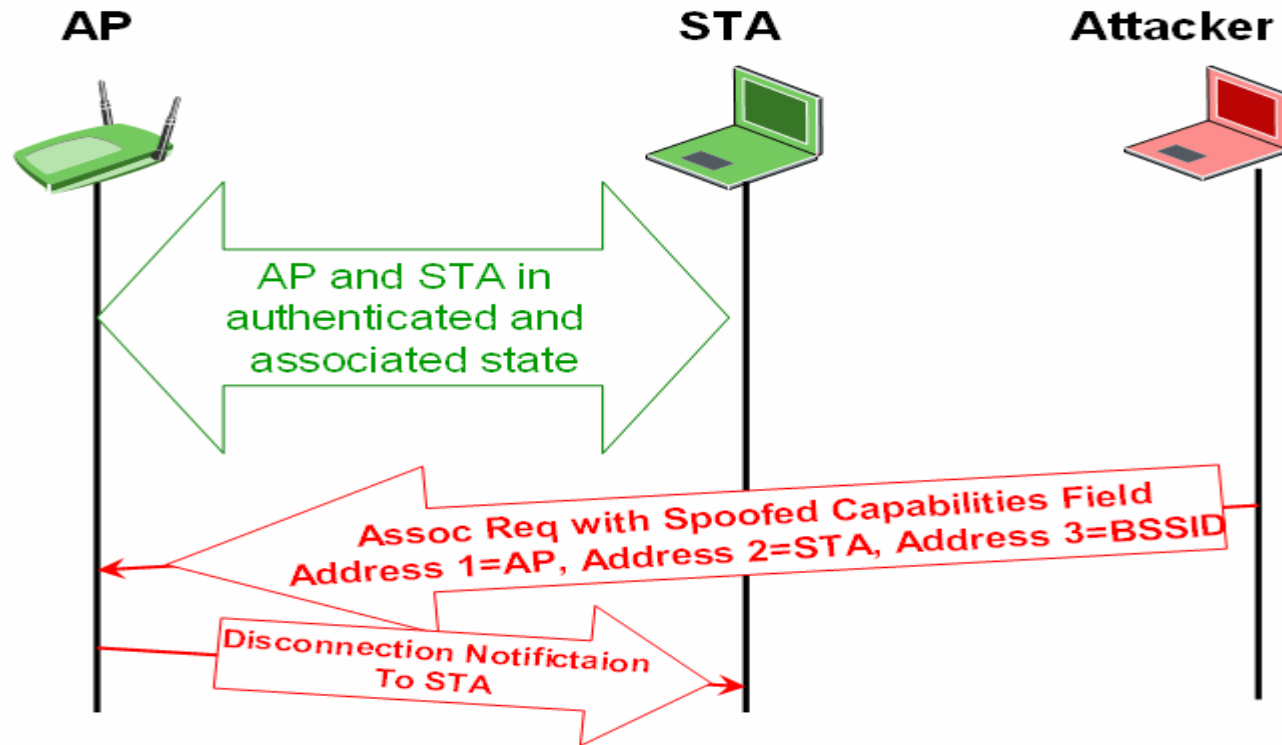 AP
STA
Attacker
AP and STA in
authenticated and
associated state
Assoc Req with Spoofed Capabilities Field
Address 1=AP, Address 2=STA, Address 3=BSSID
Disconnection Notifictaion
To STA